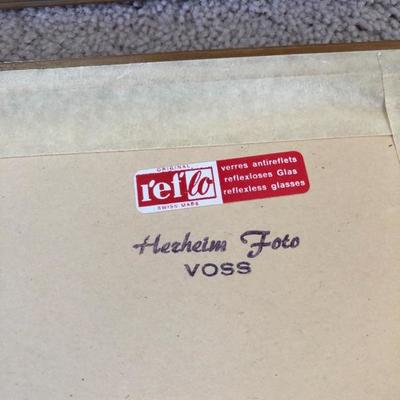 ORIGINAL
reflo
SWISS MADE
verres antireflets
reflexloses Glas
reflexless glasses
Herheim Foto
VOSS